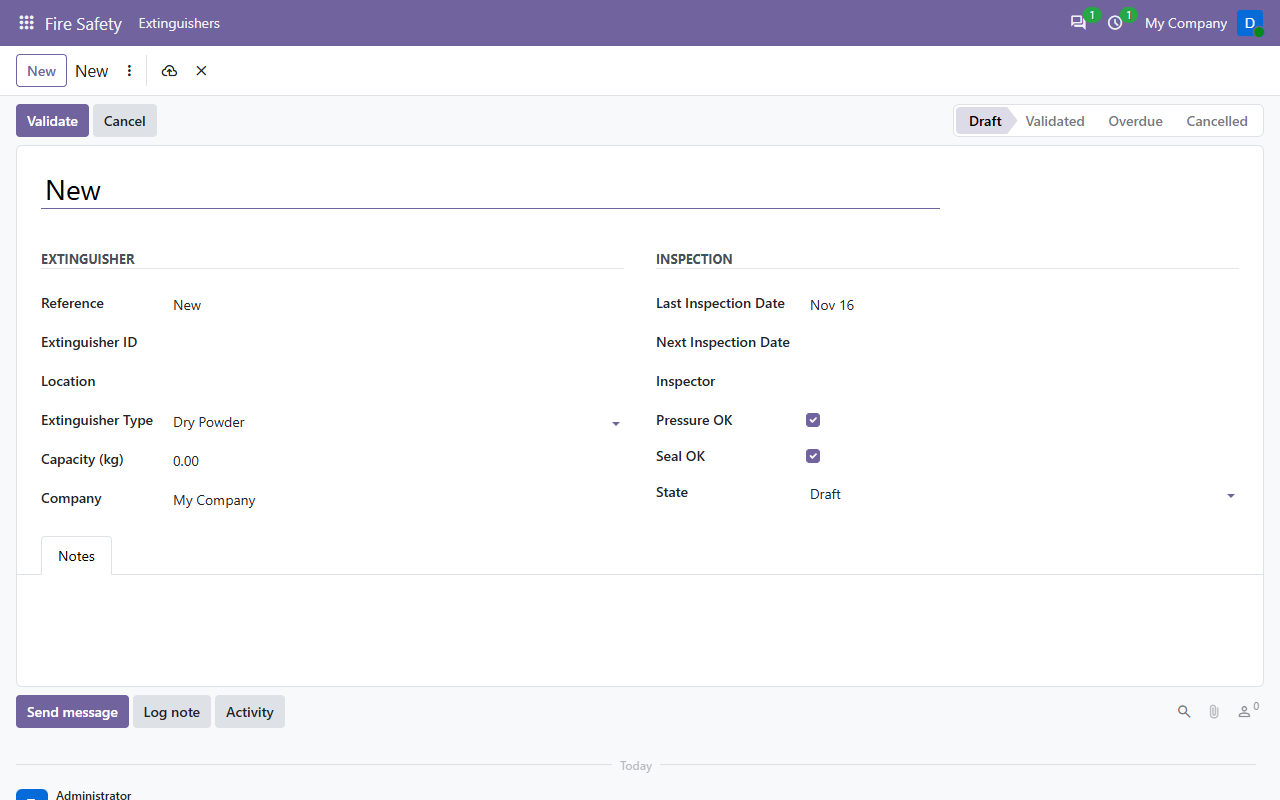 Fire Safety Extinguishers 1 1 My Company D
New New
Validate Cancel Draft Validated Overdue Cancelled
New
EXTINGUISHER
Reference New
Extinguisher ID
Location
Extinguisher Type Dry Powder
Capacity (kg) 0.00
Company My Company
INSPECTION
Last Inspection Date Nov 16
Next Inspection Date
Inspector
Pressure OK
Seal OK
State Draft
Notes
Send message Log note Activity 0
Today
Administrator